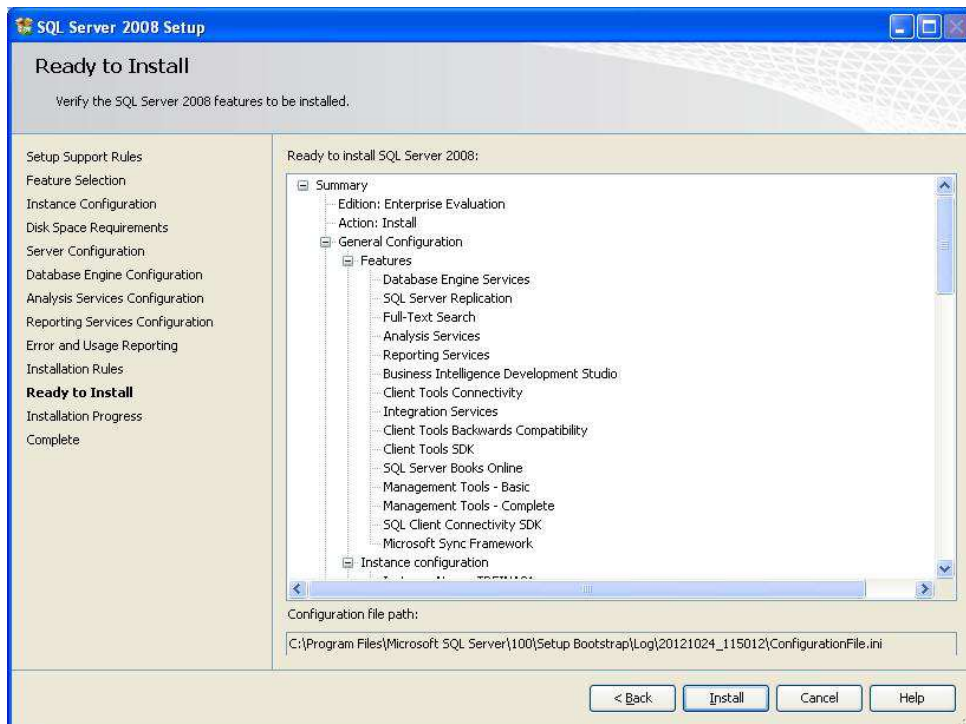 SQL Server 2008 Setup
Ready to Install
Verify the SQL Server 2008 features to be installed.
Setup Support Rules
Feature Selection
Instance Configuration
Disk Space Requirements
Server Configuration
Database Engine Configuration
Analysis Services Configuration
Reporting Services Configuration
Error and Usage Reporting
Installation Rules
Ready to Install
Installation Progress
Complete
Ready to install SQL Server 2008:
Summary
Edition: Enterprise Evaluation
Action: Install
General Configuration
Features
Database Engine Services
SQL Server Replication
Full-Text Search
Analysis Services
Reporting Services
Business Intelligence Development Studio
Client Tools Connectivity
Integration Services
Client Tools Backwards Compatibility
Client Tools SDK
SQL Server Books Online
Management Tools - Basic
Management Tools - Complete
SQL Client Connectivity SDK
Microsoft Sync Framework
Instance configuration
Configuration file path:
C:\Program Files\Microsoft SQL Server\100\Setup Bootstrap\Log\20121024_115012\ConfigurationFile.ini
< Back
Install
Cancel
Help